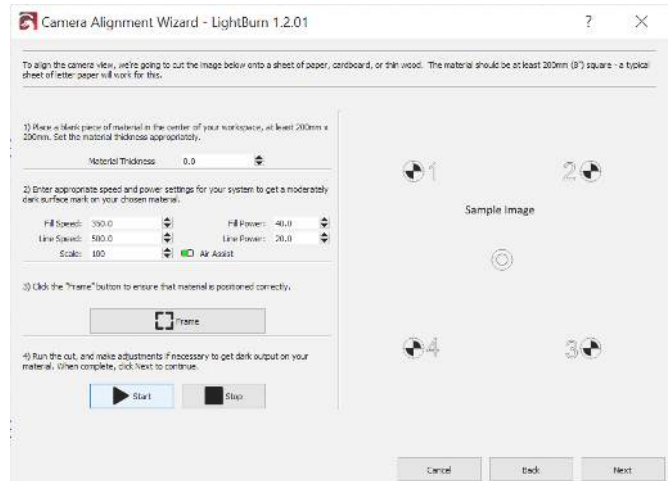 Camera Alignment Wizard - LightBurn 1.2.01
To align the camera view, we're going to cut the image below onto a sheet of paper, cardboard, or thin wood. The material should be at least 200mm (8") square - a typical
sheet of letter paper will work for this.
1) Place a blank piece of material in the center of your workspace, at least 200mm x
200mm. Set the material thickness appropriately.
Material Thickness 0.0
2) Enter appropriate speed and power settings for your system to get a moderately
dark surface mark on your chosen material.
Fill Speed: 350.0 Fill Power: 40.0
Line Speed: 500.0 Line Power: 20.0
Scale: 100 Air Assist
3) Click the "Frame" button to ensure that material is positioned correctly.
Frame
4) Run the cut, and make adjustments if necessary to get dark output on your
material. When complete, click Next to continue.
Start Stop
1 2
Sample Image
4 3
Cancel Back Next